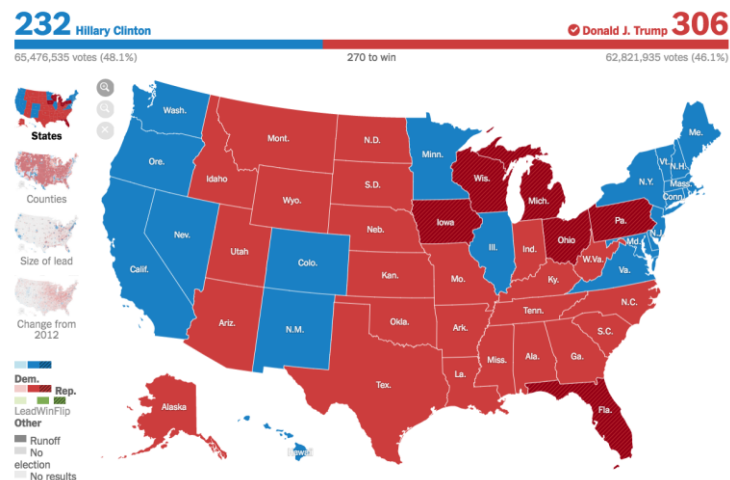 232 Hillary Clinton
Donald J. Trump 306
65,476,535 votes (48.1%)
270 to win
62,821,935 votes (46.1%)
States
Counties
Size of lead
Change from
2012
Dem.
Rep.
LeadWinFlip
Other
Runoff
No
election
No results
Wash.
Ore.
Calif.
Nev.
Idaho
Mont.
Wyo.
Utah
Colo.
Ariz.
N.M.
N.D.
S.D.
Neb.
Kan.
Okla.
Tex.
Minn.
Iowa
Mo.
Ark.
La.
Wis.
Ill.
Mich.
Ind.
Ohio
Ky.
Tenn.
Miss.
Ala.
Ga.
Fla.
S.C.
N.C.
Va.
W.Va.
Md.
Pa.
N.J.
N.Y.
Conn.
Mass.
Vt.
N.H.
Me.
Alaska